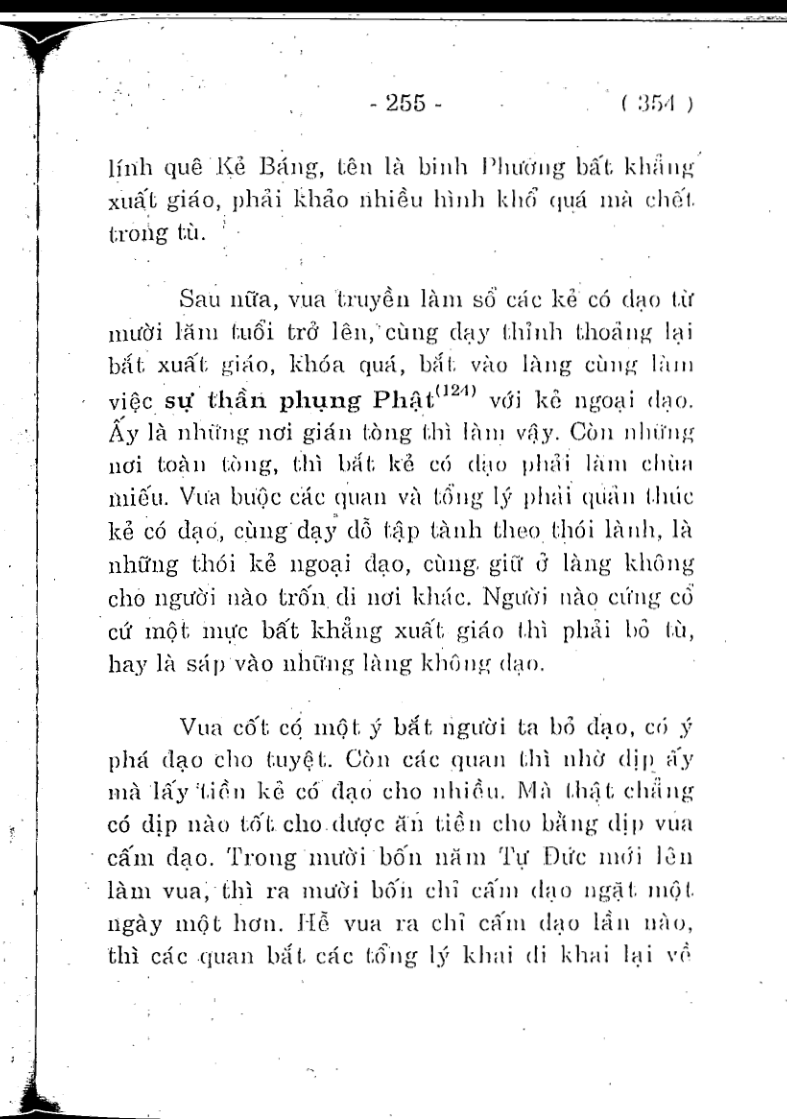 - 255 - ( 354 )
lính quê Kẻ Báng, tên là binh Phương bất khẳng
xuất giáo, phải khảo nhiều hình khổ quá mà chết
trong tù.
Sau nữa, vua truyền làm sổ các kẻ có đạo từ
mười lăm tuổi trở lên, cùng dạy thỉnh thoảng lại
bắt xuất giáo, khóa quá, bắt vào làng cùng làm
việc sự thần phụng Phật(124) với kẻ ngoại đạo.
Ấy là những nơi gián tòng thì làm vậy. Còn những
nơi toàn tòng, thì bắt kẻ có đạo phải làm chùa
miếu. Vua buộc các quan và tổng lý phải quản thúc
kẻ có đạo, cùng dạy dỗ tập tành theo thói lành, là
những thói kẻ ngoại đạo, cùng giữ ở làng không
cho người nào trốn đi nơi khác. Người nào cứng cổ
cứ một mực bất khẳng xuất giáo thì phải bỏ tù,
hay là sáp vào những làng không đạo.
Vua cốt có một ý bắt người ta bỏ đạo, có ý
phá đạo cho tuyệt. Còn các quan thì nhờ dịp ấy
mà lấy tiền kẻ có đạo cho nhiều. Mà thật chẳng
có dịp nào tốt cho được ăn tiền cho bằng dịp vua
cấm đạo. Trong mười bốn năm Tự Đức mới lên
làm vua, thì ra mười bốn chỉ cấm đạo ngặt một
ngày một hơn. Hễ vua ra chỉ cấm đạo lần nào,
thì các quan bắt các tổng lý khai đi khai lại về